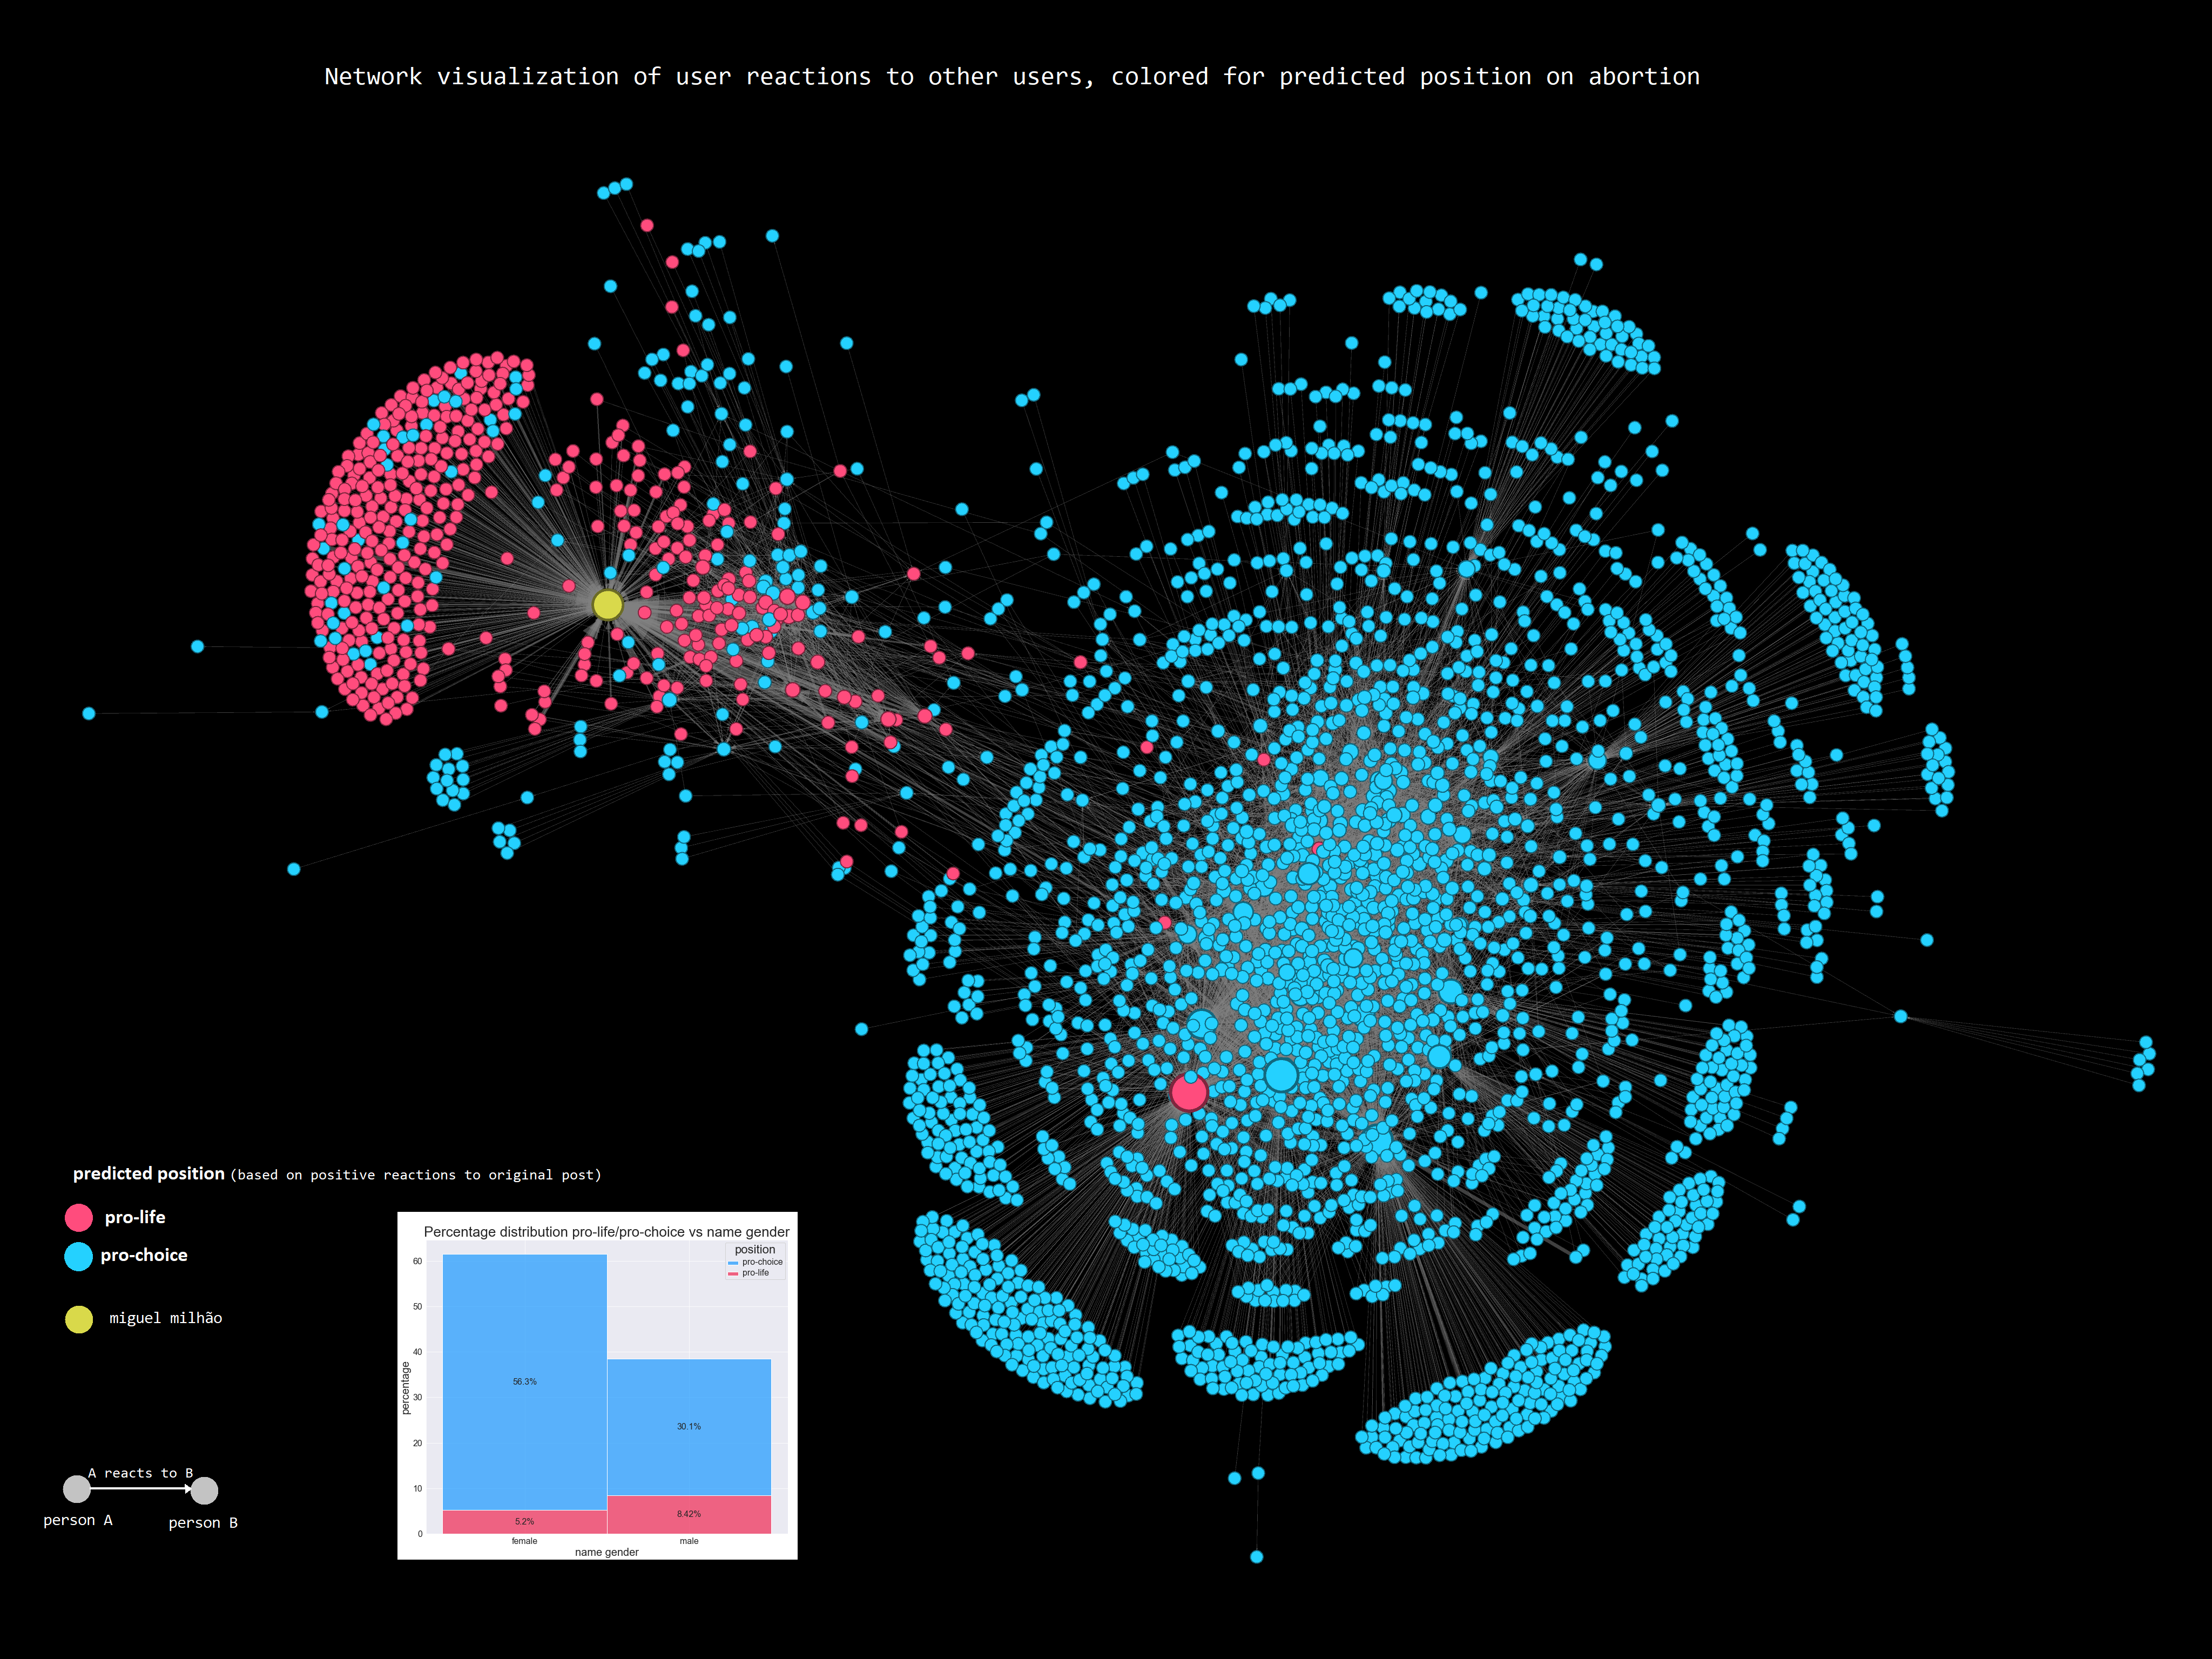 Network visualization of user reactions to other users, colored for predicted position on abortion
predicted position (based on positive reactions to original post)
pro-life
pro-choice
miguel milhão
A reacts to B
person A
person B
Percentage distribution pro-life/pro-choice vs name gender
position
pro-choice
pro-life
percentage
60
50
40
30
20
10
0
56.3%
5.2%
30.1%
8.42%
female
male
name gender